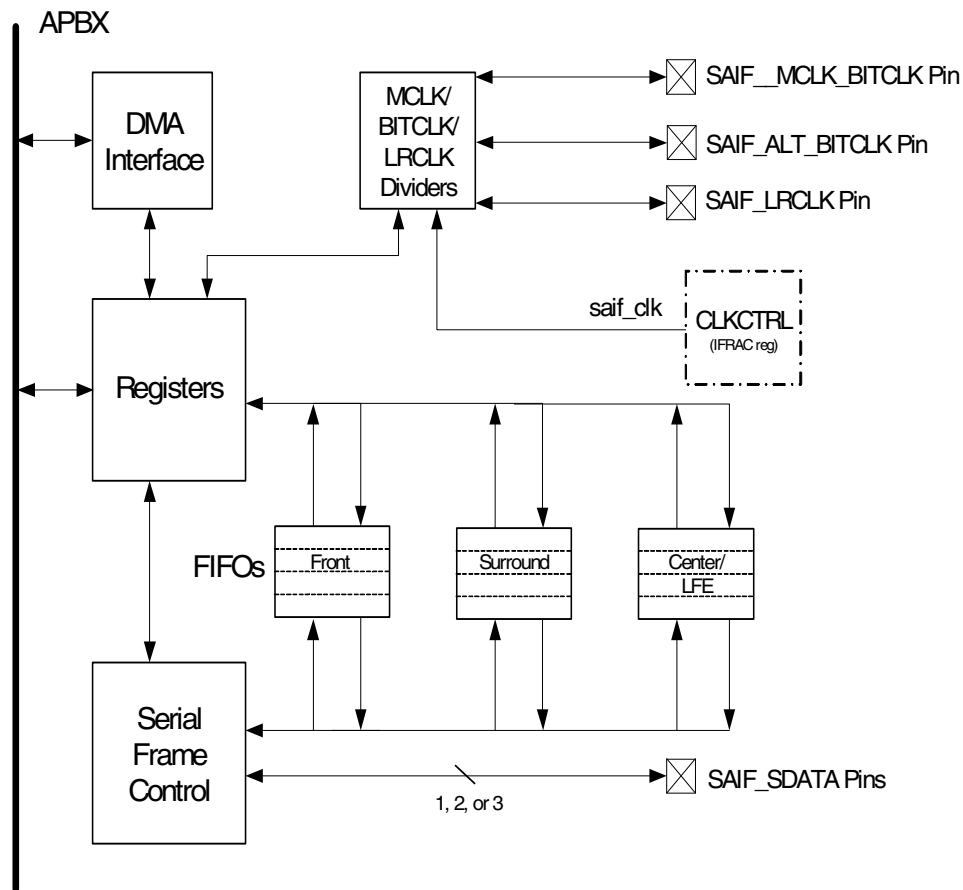 APBX
DMA
Interface
MCLK/
BITCLK/
LRCLK
Dividers
SAIF__MCLK_BITCLK Pin
SAIF_ALT_BITCLK Pin
SAIF_LRCLK Pin
saif_clk
CLKCTRL
(IFRAC reg)
Registers
FIFOs
Front
Surround
Center/
LFE
Serial
Frame
Control
1, 2, or 3
SAIF_SDATA Pins